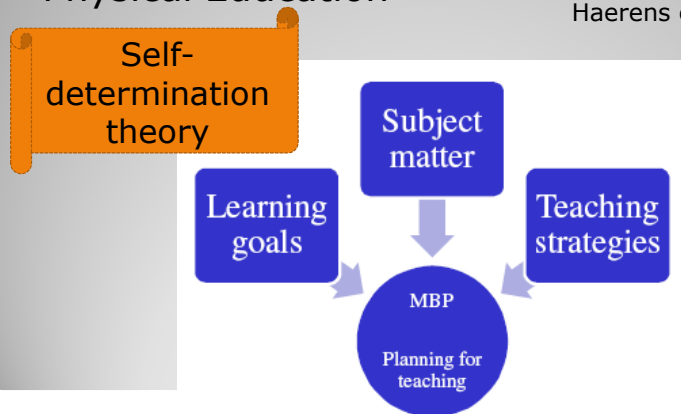 Physical Education
Haerens
Self-
determination
theory
Subject
matter
Learning
goals
Teaching
strategies
MBP
Planning for
teaching